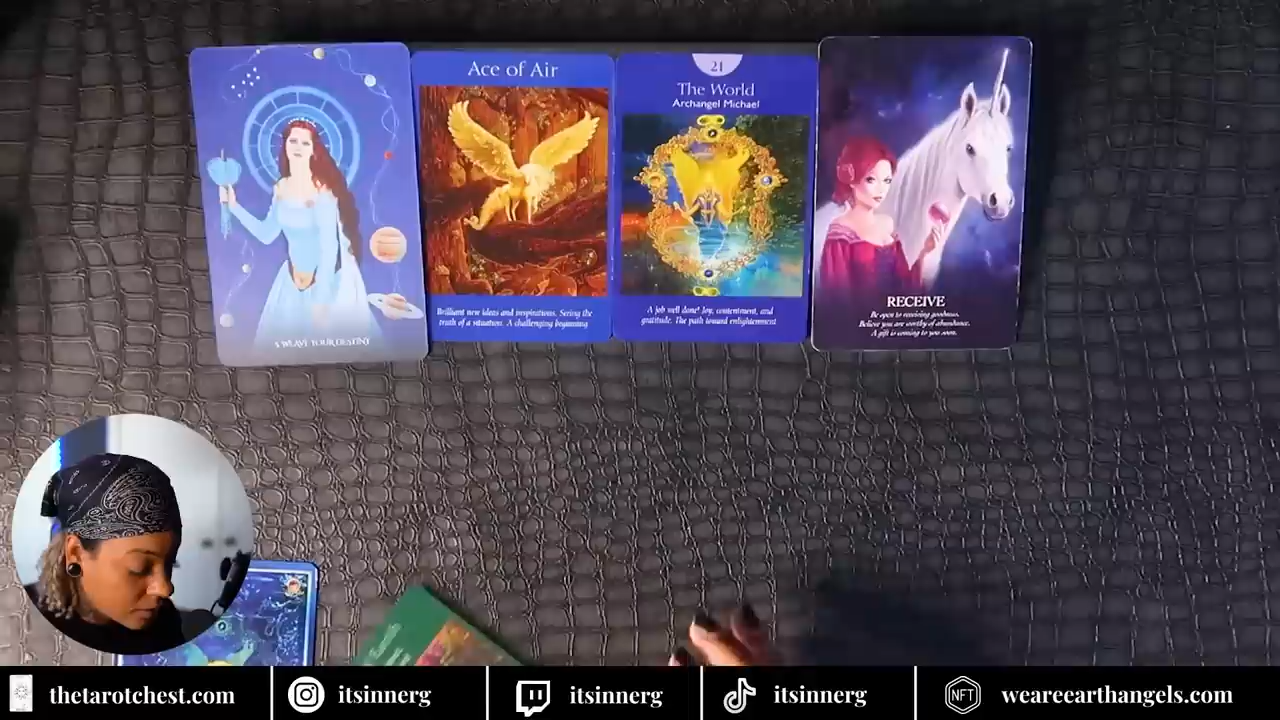 Ace of Air
21
The World
Archangel Michael
RECEIVE
Be open to receiving goodness.
Believe you are worthy of abundance.
A gift is coming to you soon.
Brilliant new ideas and inspirations. Seeing the
truth of a situation. A challenging beginning
A job well done! Joy, contentment, and
gratitude. The path toward enlightenment
WEAVE YOUR DESTINY
thetarotchest.com
itsinnerg
itsinnerg
itsinnerg
NFT
weareearthangels.com